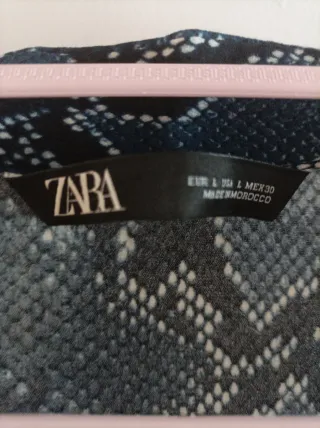 ZARA
EUR L USA L MEX 30
MADE IN MOROCCO